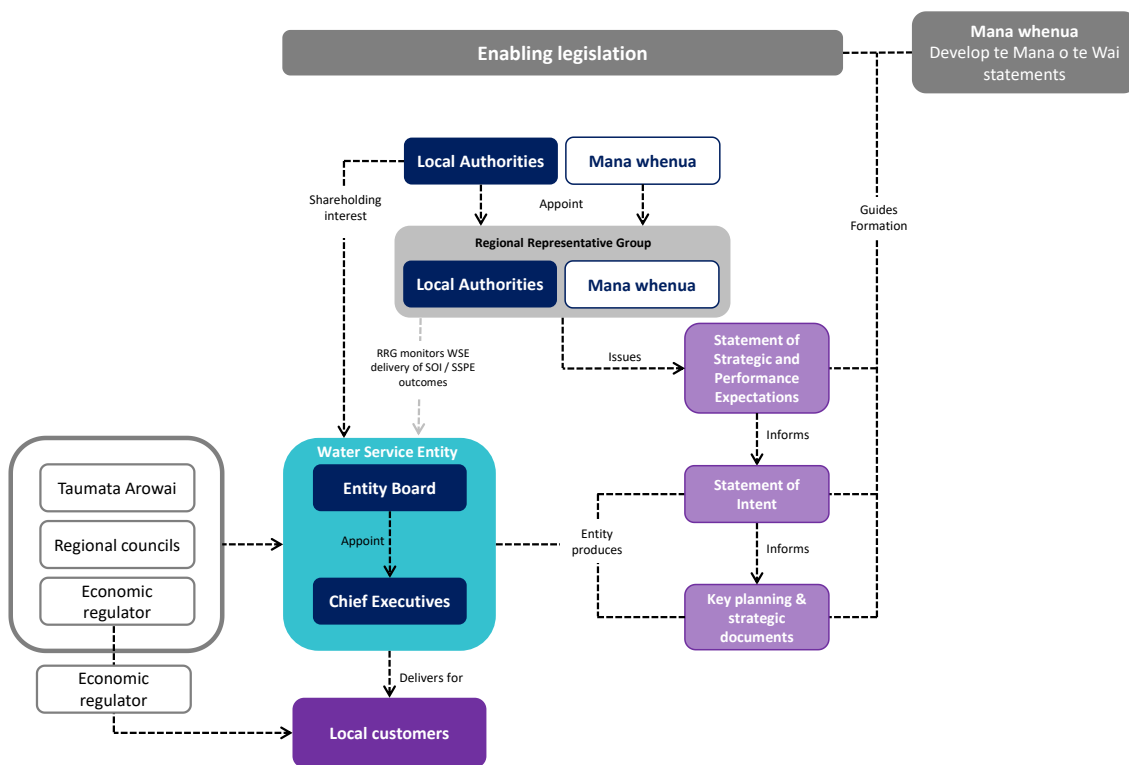 Enabling legislation
Mana whenua
Develop te Mana o te Wai
statements
Local Authorities
Mana whenua
Shareholding
interest
Appoint
Guides
Formation
Regional Representative Group
Local Authorities
Mana whenua
RRG monitors WSE
delivery of SOI / SSPE
outcomes
Issues
Statement of
Strategic and
Performance
Expectations
Informs
Water Service Entity
Entity Board
Appoint
Chief Executives
Taumata Arowai
Regional councils
Economic
regulator
Entity
produces
Statement of
Intent
Informs
Key planning &
strategic
documents
Economic
regulator
Delivers for
Local customers